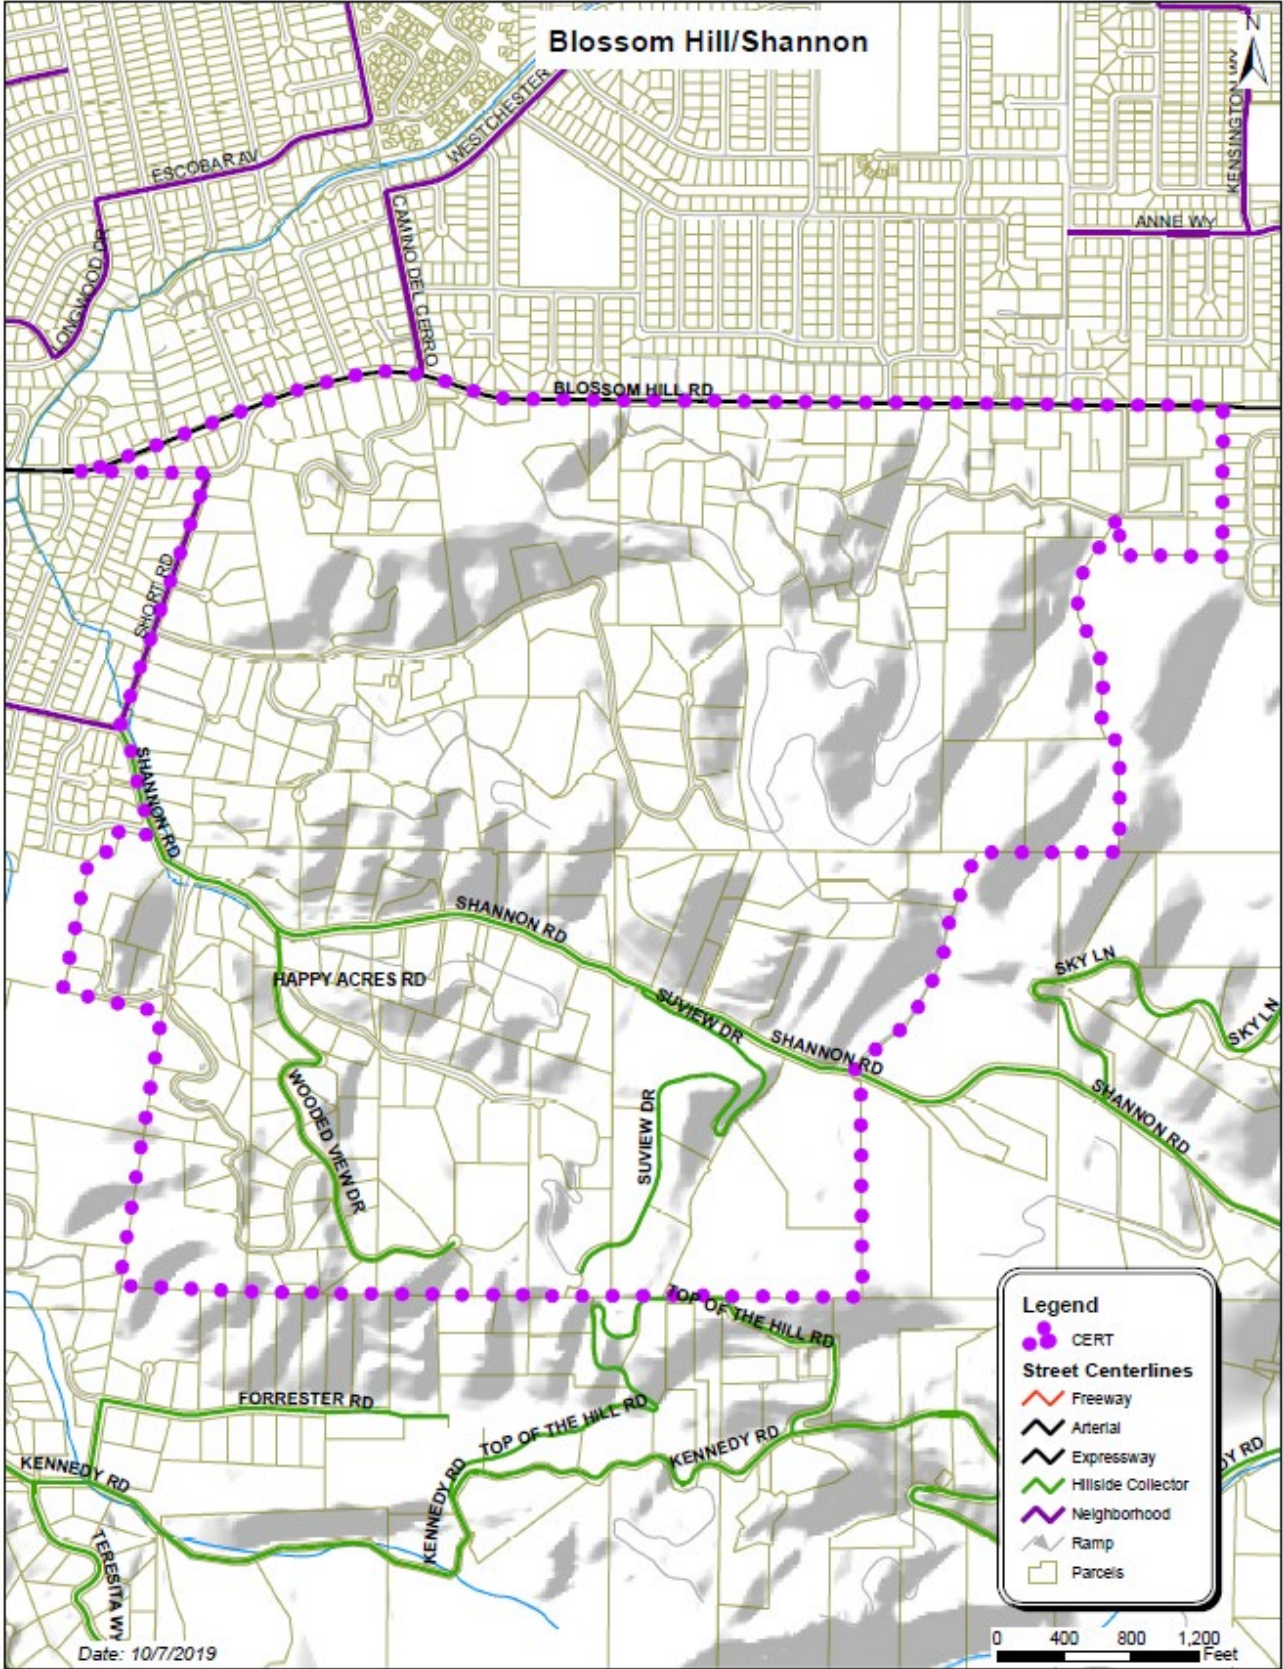 Blossom Hill/Shannon
N
WESTCHESTER
KENSINGTON WY
ESCOBAR AV
ANNE WY
CAMINO DEL CERRO
LONGWOOD DR
BLOSSOM HILL RD
SHORT RD
SHANNON RD
SHANNON RD
HAPPY ACRES RD
SKY LN
SUVIEW DR
SHANNON RD
SKY LN
WOODED VIEW DR
SUVIEW DR
SHANNON RD
TOP OF THE HILL RD
FORRESTER RD
TOP OF THE HILL RD
KENNEDY RD
KENNEDY RD
KENNEDY RD
DY RD
TERESITA WY
Legend
CERT
Street Centerlines
Freeway
Arterial
Expressway
Hillside Collector
Neighborhood
Ramp
Parcels
Date: 10/7/2019
0 400 800 1,200
Feet